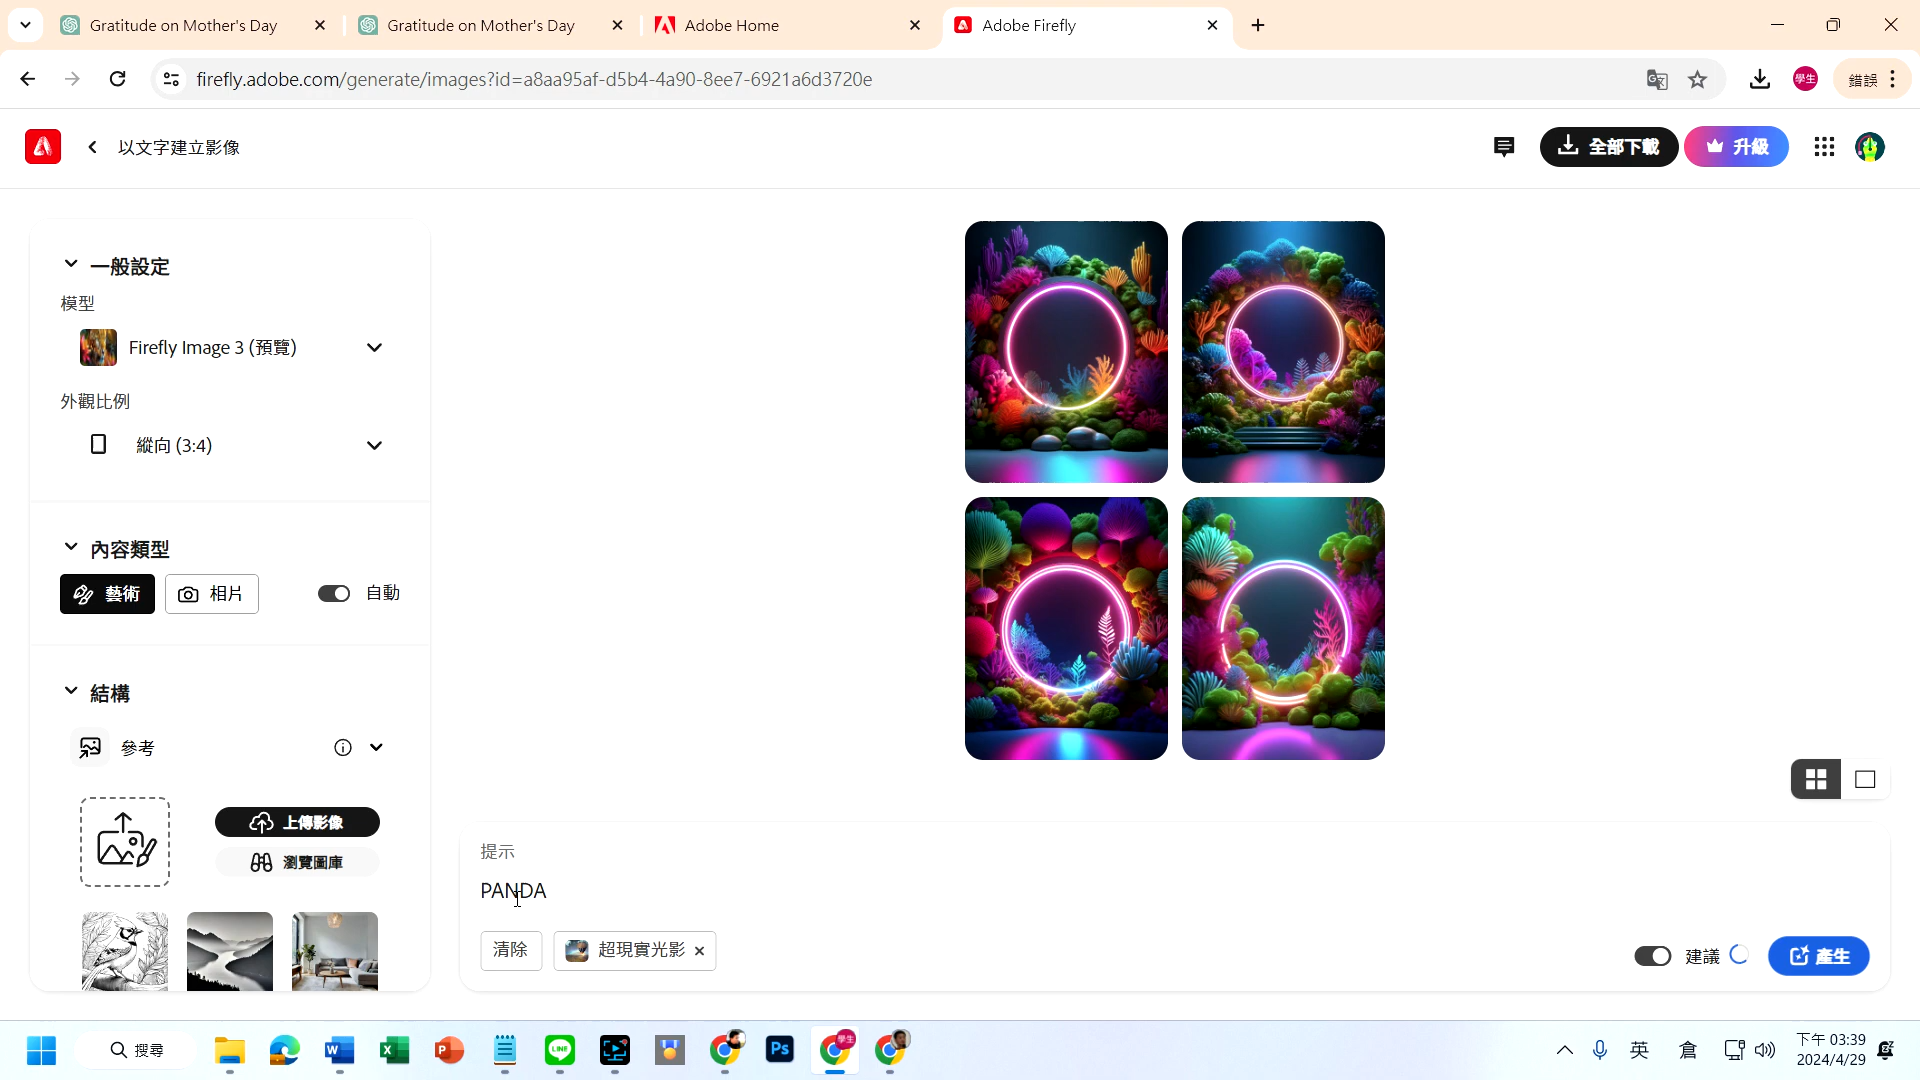 Gratitude on Mother's Day
Gratitude on Mother's Day
Adobe Home
Adobe Firefly
firefly.adobe.com/generate/images?id=a8aa95af-d5b4-4a90-8ee7-6921a6d3720e
學生
錯誤
以文字建立影像
全部下載
升級
一般設定
模型
Firefly Image 3 (預覽)
外觀比例
縱向 (3:4)
內容類型
藝術
相片
自動
結構
參考
上傳影像
瀏覽圖庫
提示
PANDA
清除
超現實光影
建議
產生
搜尋
英
倉
下午 03:39
2024/4/29